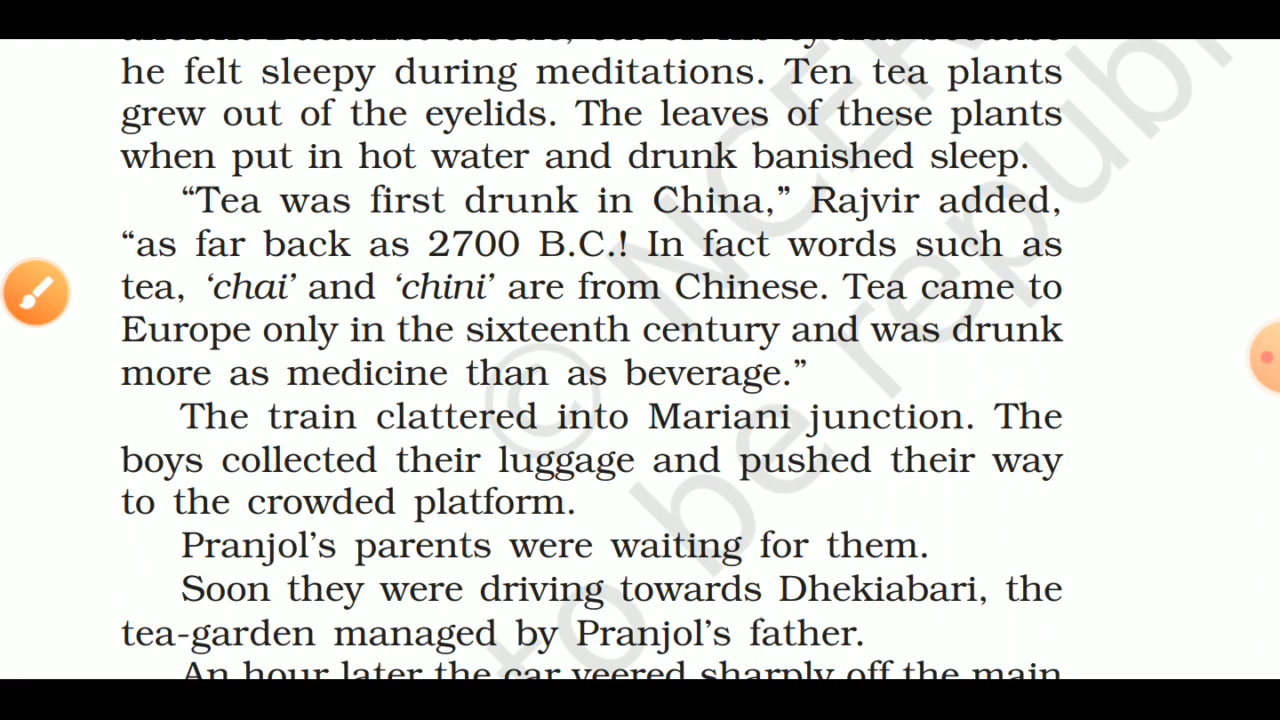 he felt sleepy during meditations. Ten tea plants
grew out of the eyelids. The leaves of these plants
when put in hot water and drunk banished sleep.
“Tea was first drunk in China,” Rajvir added,
“as far back as 2700 B.C.! In fact words such as
tea, ‘chai’ and ‘chini’ are from Chinese. Tea came to
Europe only in the sixteenth century and was drunk
more as medicine than as beverage.”
The train clattered into Mariani junction. The
boys collected their luggage and pushed their way
to the crowded platform.
Pranjol’s parents were waiting for them.
Soon they were driving towards Dhekiabari, the
tea-garden managed by Pranjol’s father.
An hour later the car veered sharply off the main
© NCER
to be republ